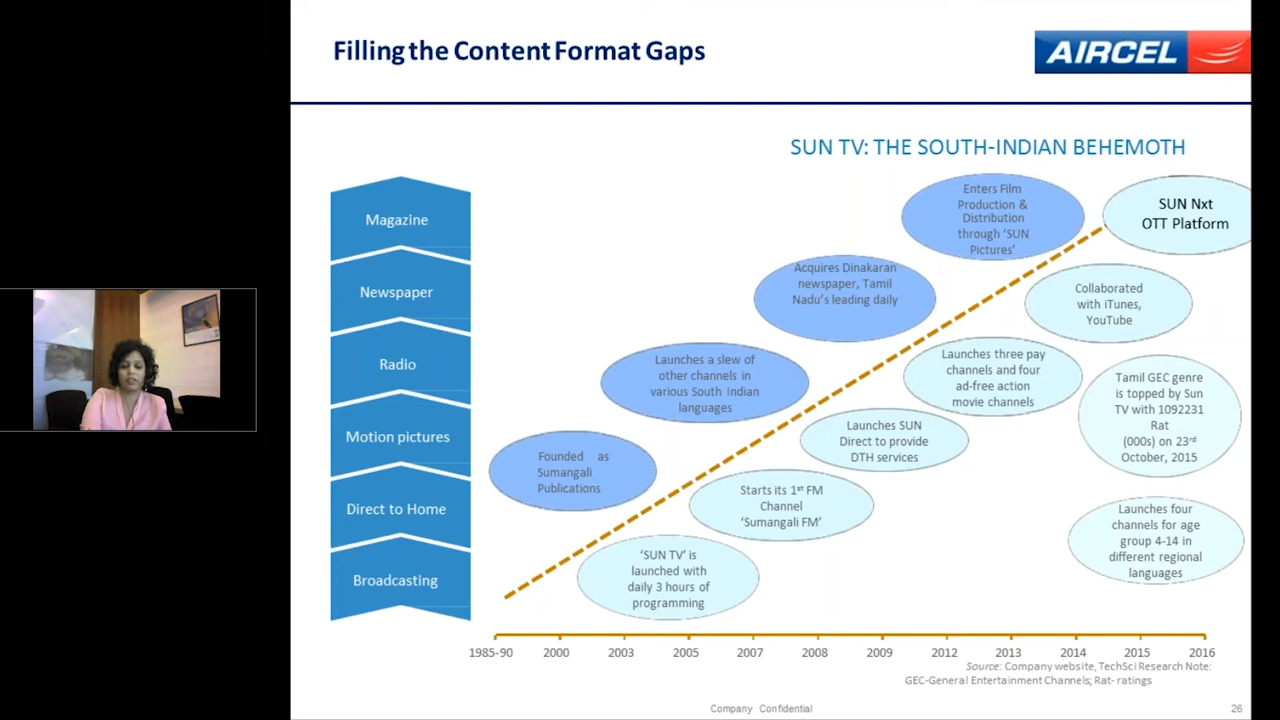 Filling the Content Format Gaps
AIRCEL
SUN TV: THE SOUTH-INDIAN BEHEMOTH
Magazine
Newspaper
Radio
Motion pictures
Direct to Home
Broadcasting
Founded as
Sumangali
Publications
Launches a slew of
other channels in
various South Indian
languages
Acquires Dinakaran
newspaper, Tamil
Nadu's leading daily
Enters Film
Production &
Distribution
through 'SUN
Pictures'
SUN Nxt
OTT Platform
'SUN TV' is
launched with
daily 3 hours of
programming
Starts its 1st FM
Channel
'Sumangali FM'
Launches SUN
Direct to provide
DTH services
Launches three pay
channels and four
ad-free action
movie channels
Collaborated
with iTunes,
YouTube
Tamil GEC genre
is topped by Sun
TV with 1092231
Rat
(000s) on 23rd
October, 2015
Launches four
channels for age
group 4-14 in
different regional
languages
1985-90 2000 2003 2005 2007 2008 2009 2012 2013 2014 2015 2016
Source: Company website, TechSci Research Note:
GEC-General Entertainment Channels; Rat- ratings
Company Confidential
26